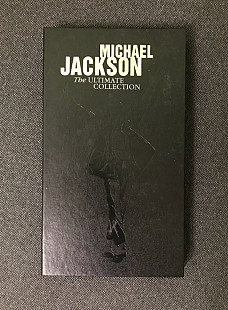 MICHAEL
JACKSON
The ULTIMATE
COLLECTION